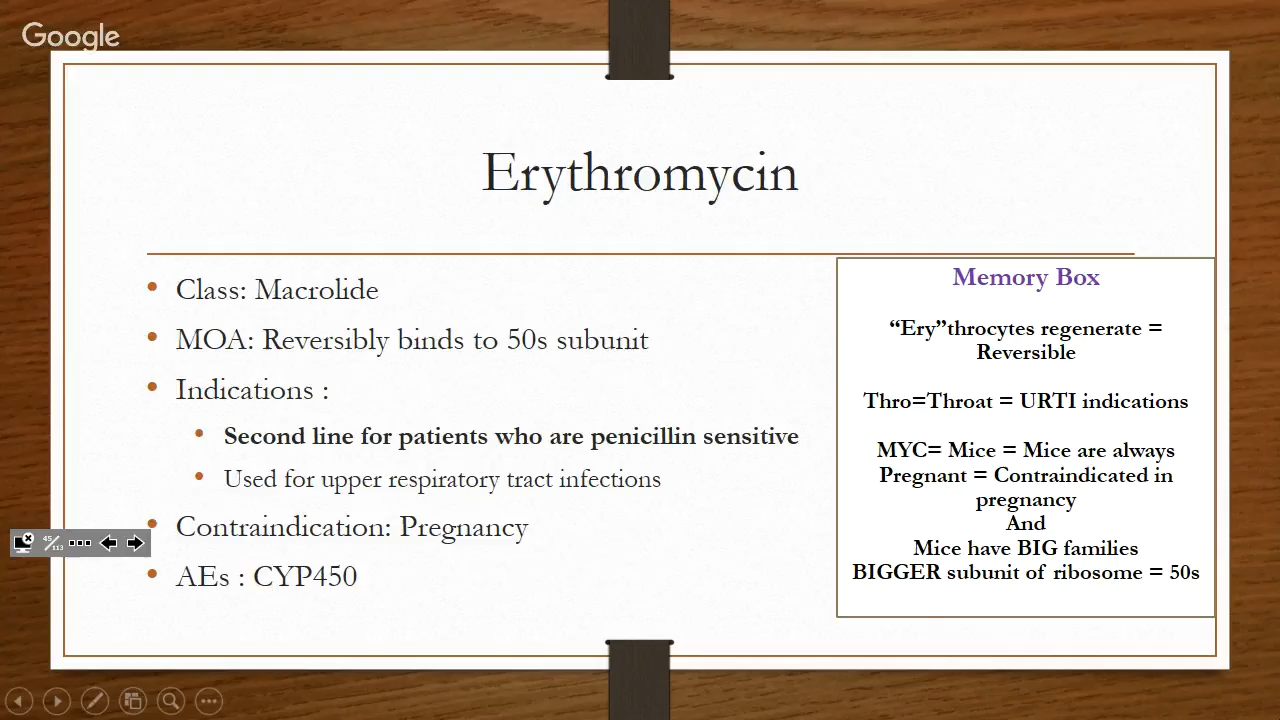 Google
Erythromycin
• Class: Macrolide
• MOA: Reversibly binds to 50s subunit
• Indications :
• Second line for patients who are penicillin sensitive
• Used for upper respiratory tract infections
• Contraindication: Pregnancy
• AEs : CYP450
Memory Box
“Ery”throcytes regenerate =
Reversible
Thro=Throat = URTI indications
MYC= Mice = Mice are always
Pregnant = Contraindicated in
pregnancy
And
Mice have BIG families
BIGGER subunit of ribosome = 50s
45/113